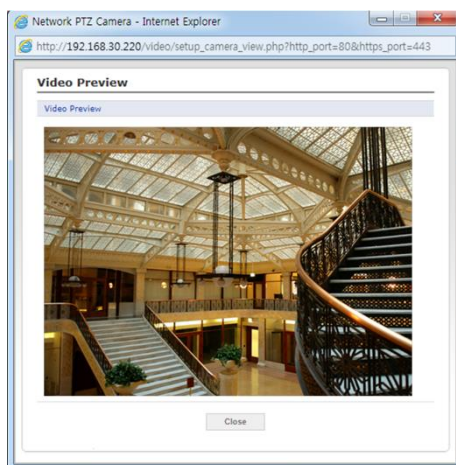 Network PTZ Camera - Internet Explorer
http://192.168.30.220/video/setup_camera_view.php?http_port=80&https_port=443
Video Preview
Video Preview
Close